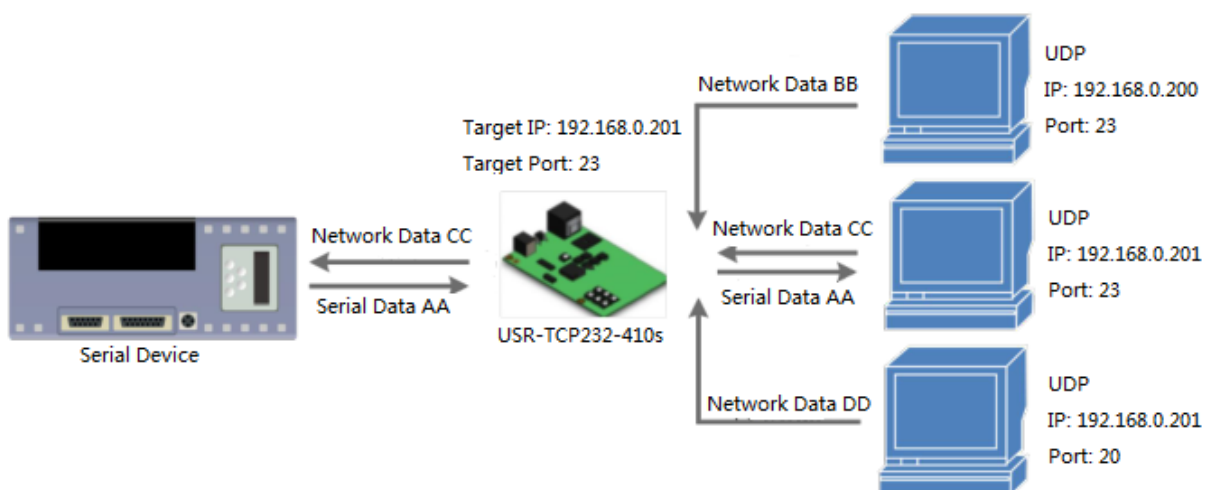 Network Data BB
UDP
IP: 192.168.0.200
Port: 23
Target IP: 192.168.0.201
Target Port: 23
Network Data CC
Serial Data AA
Serial Device
USR-TCP232-410s
Network Data CC
Serial Data AA
UDP
IP: 192.168.0.201
Port: 23
Network Data DD
UDP
IP: 192.168.0.201
Port: 20